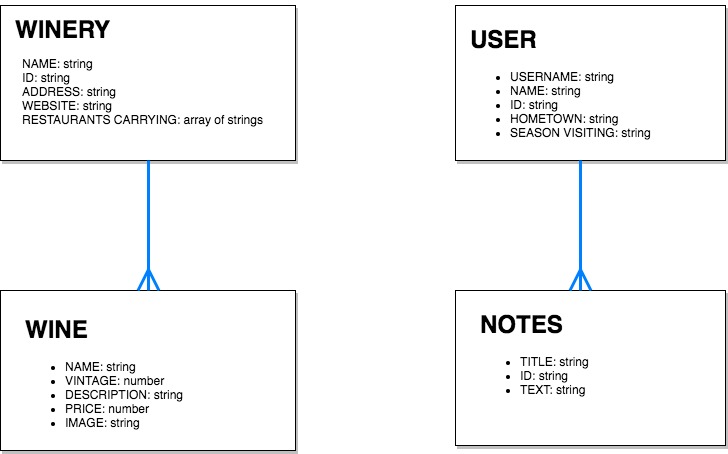 WINERY
NAME: string
ID: string
ADDRESS: string
WEBSITE: string
RESTAURANTS CARRYING: array of strings
USER
• USERNAME: string
• NAME: string
• ID: string
• HOMETOWN: string
• SEASON VISITING: string
WINE
• NAME: string
• VINTAGE: number
• DESCRIPTION: string
• PRICE: number
• IMAGE: string
NOTES
• TITLE: string
• ID: string
• TEXT: string